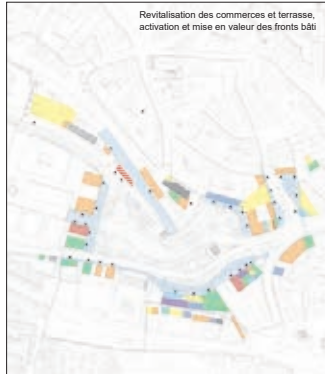 Revitalisation des commerces et terrasse,
activation et mise en valeur des fronts bâti